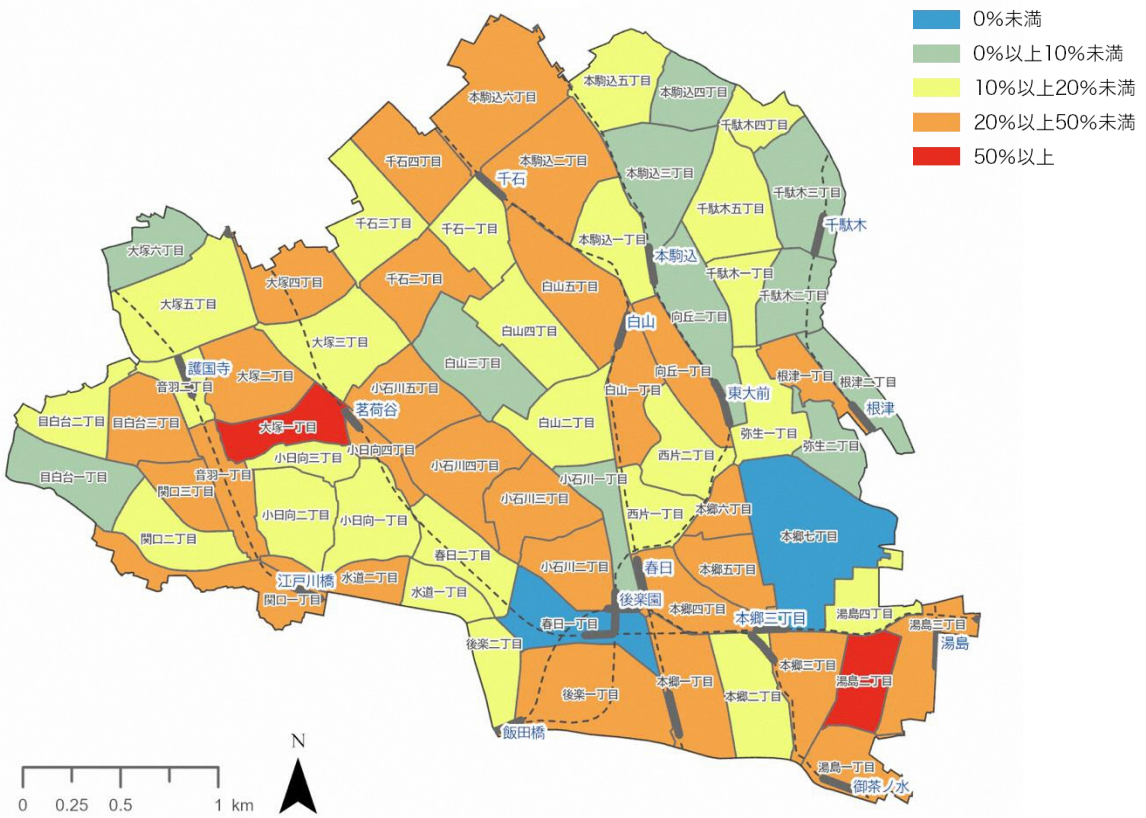 0%未満
0%以上10%未満
10%以上20%未満
20%以上50%未満
50%以上
本駒込六丁目
本駒込五丁目
本駒込四丁目
千駄木四丁目
千石四丁目
本駒込二丁目
本駒込三丁目
千石
千駄木三丁目
千駄木五丁目
千石三丁目
千石一丁目
千駄木
本駒込一丁目
大塚六丁目
本駒込
大塚四丁目
千石二丁目
千駄木一丁目
白山五丁目
千駄木二丁目
大塚五丁目
向丘二丁目
白山
白山四丁目
大塚三丁目
白山三丁目
護国寺
向丘一丁目
大塚二丁目
根津一丁目
根津二丁目
音羽二丁目
小石川五丁目
白山一丁目
東大前
茗荷谷
根津
目白台二丁目
目白台三丁目
白山二丁目
大塚一丁目
弥生一丁目
弥生二丁目
小日向四丁目
小日向三丁目
西片二丁目
小石川四丁目
目白台一丁目
音羽一丁目
小石川一丁目
関口三丁目
小石川三丁目
本郷六丁目
小日向二丁目
小日向一丁目
西片一丁目
関口二丁目
本郷七丁目
春日二丁目
小石川二丁目
春日
本郷五丁目
江戸川橋
水道二丁目
水道一丁目
関口一丁目
後楽園
本郷四丁目
湯島四丁目
本郷三丁目
春日一丁目
湯島三丁目
後楽二丁目
湯島
本郷三丁目
本郷一丁目
湯島二丁目
後楽一丁目
本郷二丁目
飯田橋
湯島一丁目
御茶ノ水
N
0 0.25 0.5 1 km